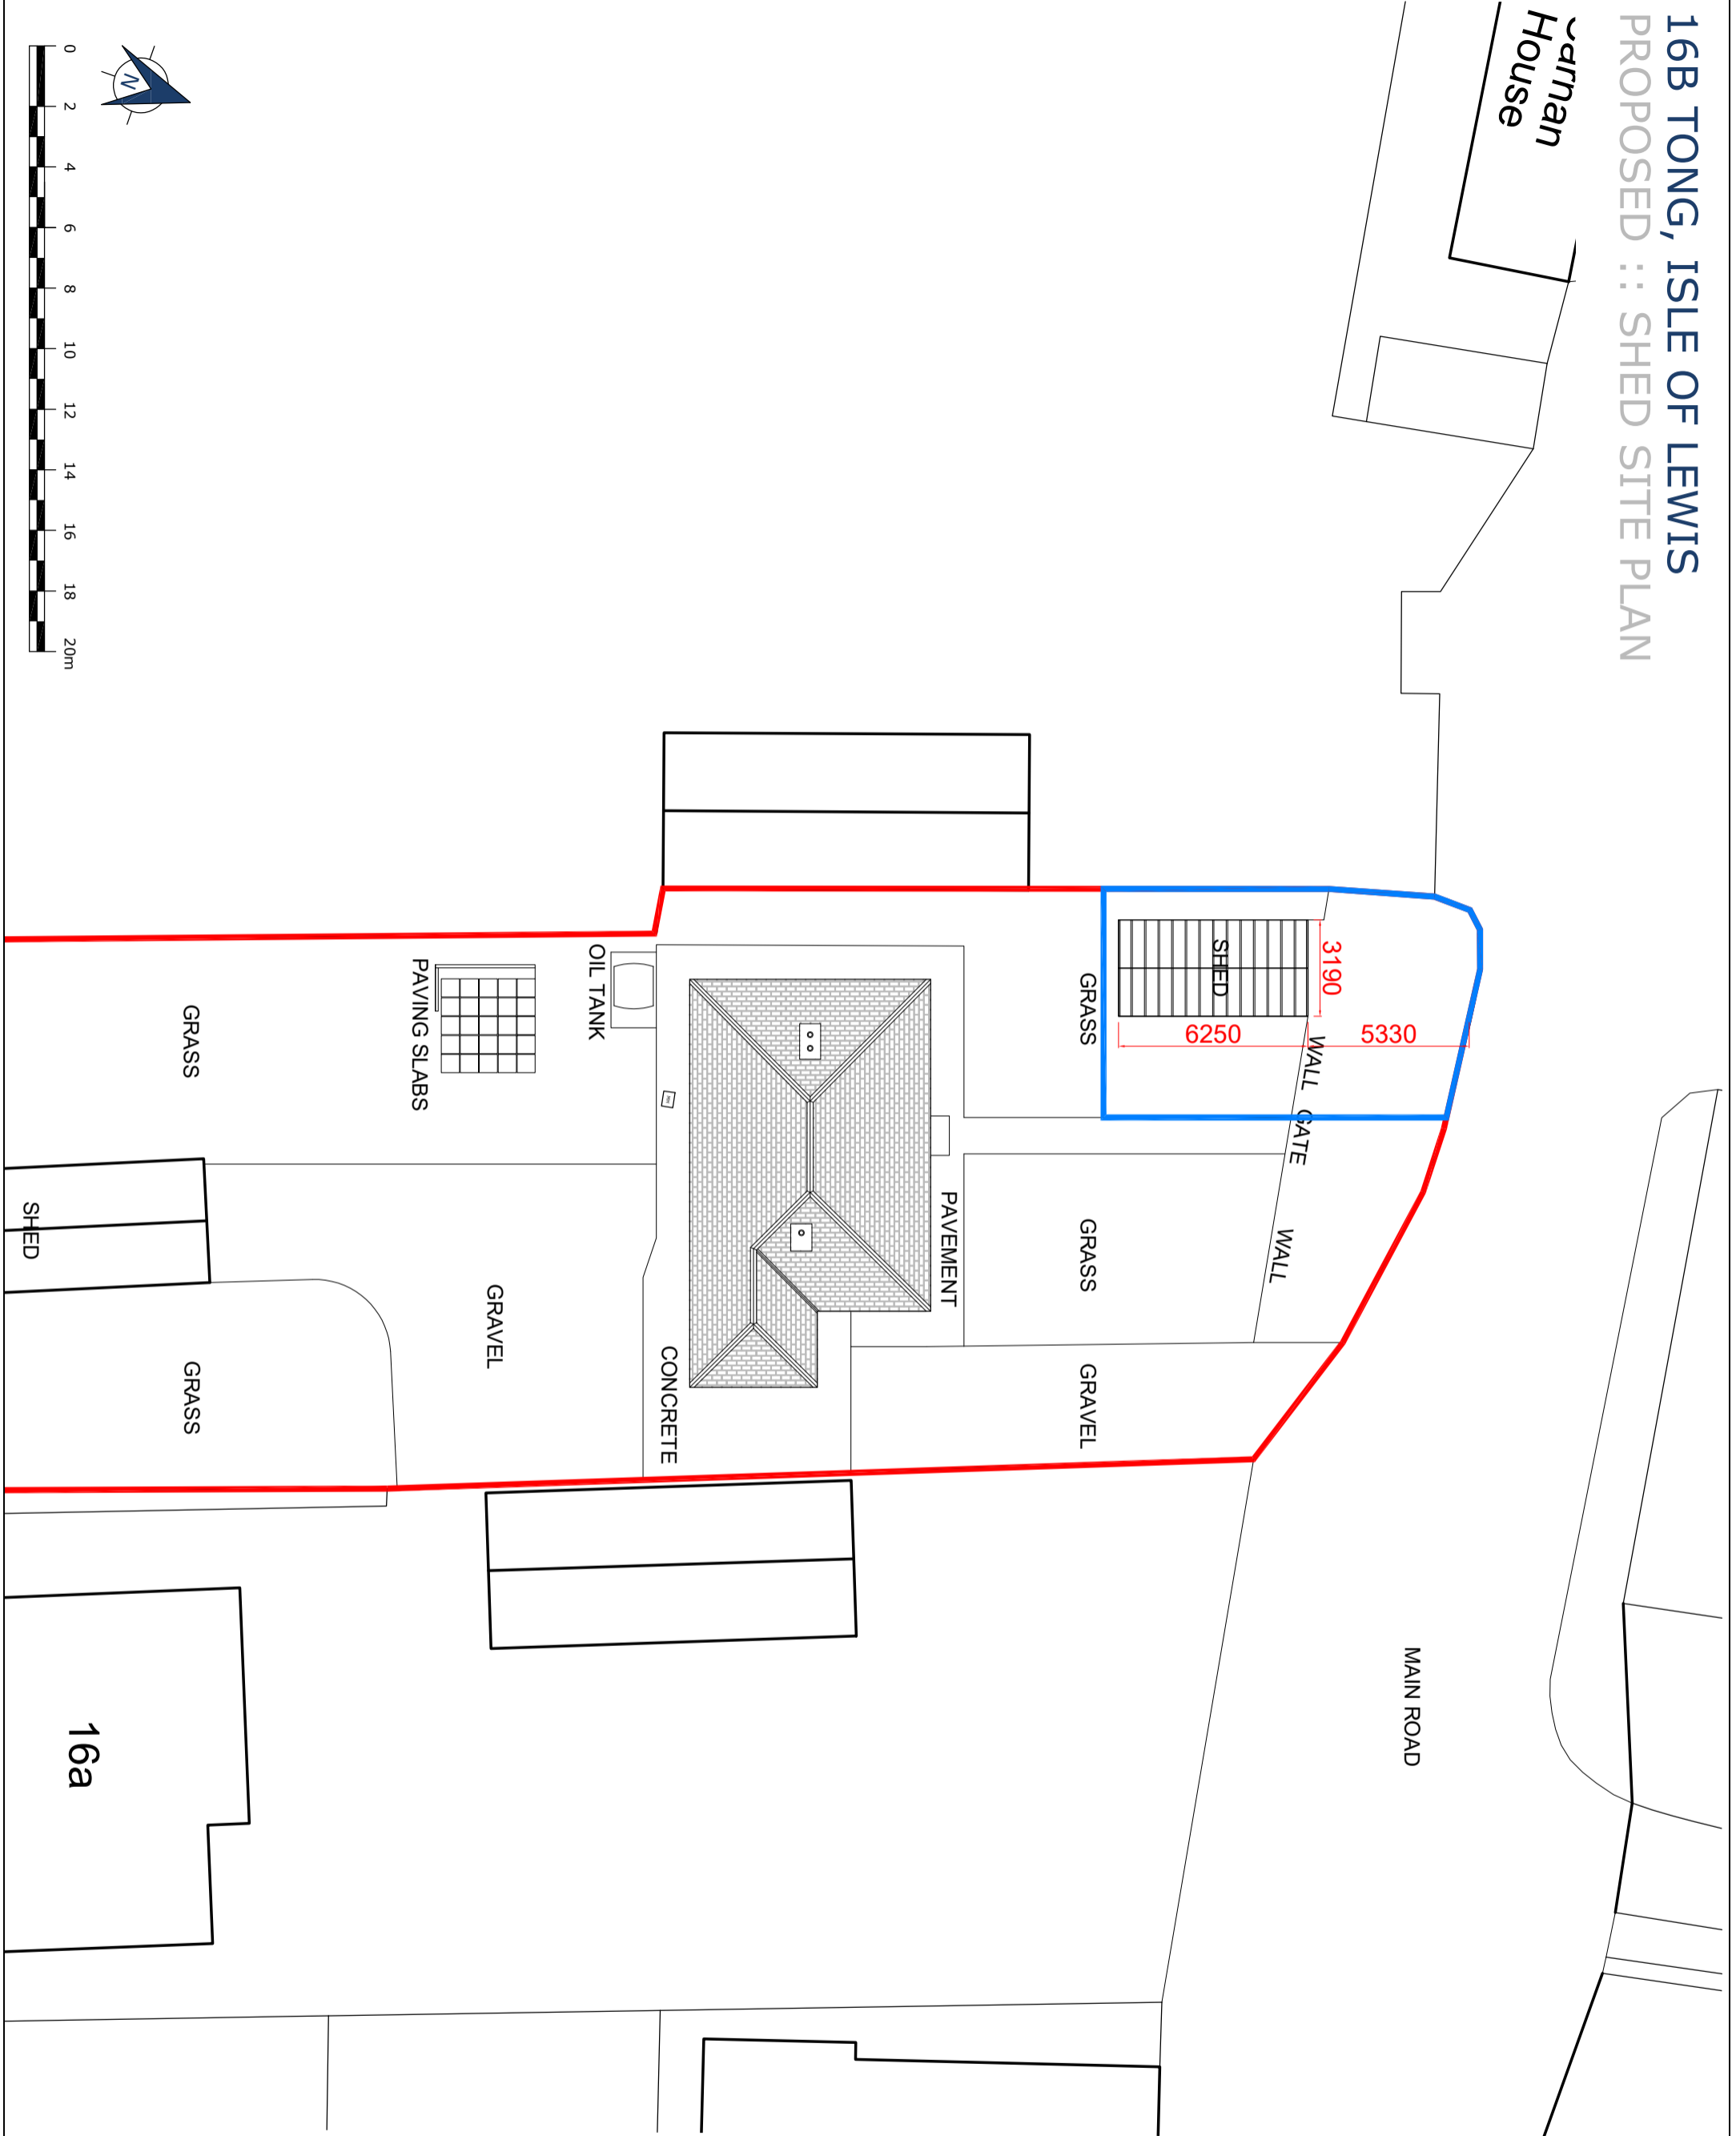 16B TONG, ISLE OF LEWIS
PROPOSED :: SHED SITE PLAN
House
MAIN ROAD
3190
5330
6250
SHED
WALL
GATE
WALL
GRASS
GRASS
GRAVEL
PAVEMENT
CONCRETE
OIL TANK
GRAVEL
PAVING SLABS
GRASS
GRASS
SHED
16a
N
0 2 4 6 8 10 12 14 16 18 20m